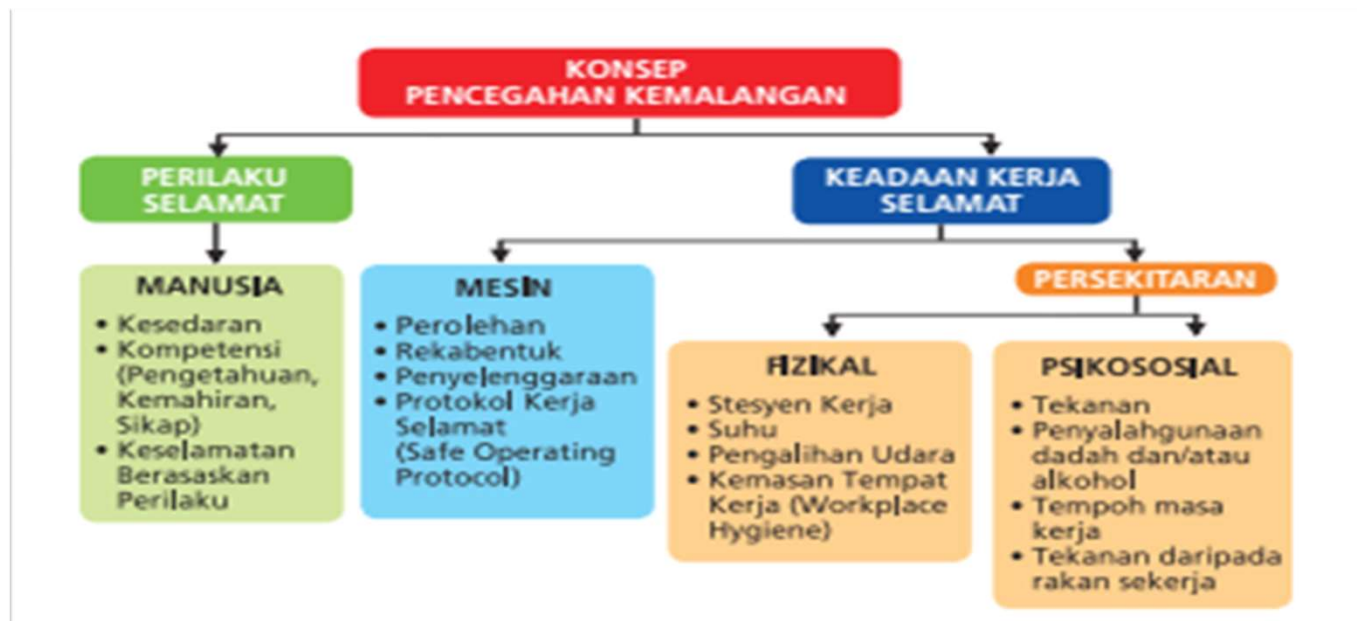 KONSEP
PENCEGAHAN KEMALANGAN
PERILAKU
SELAMAT
KEADAAN KERJA
SELAMAT
MANUSIA
• Kesedaran
• Kompetensi
(Pengetahuan,
Kemahiran,
Sikap)
• Keselamatan
Berasaskan
Perilaku
MESIN
• Perolehan
• Rekabentuk
• Penyelenggaraan
• Protokol Kerja
Selamat
(Safe Operating
Protocol)
PERSEKITARAN
FIZIKAL
• Stesyen Kerja
• Suhu
• Pengalihan Udara
• Kemasan Tempat
Kerja (Workplace
Hygiene)
PSIKOSOSIAL
• Tekanan
• Penyalahgunaan
dadah dan/atau
alkohol
• Tempoh masa
kerja
• Tekanan daripada
rakan sekerja